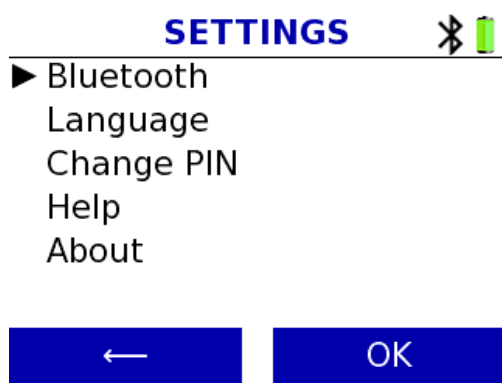 SETTINGS
Bluetooth
Language
Change PIN
Help
About
← OK